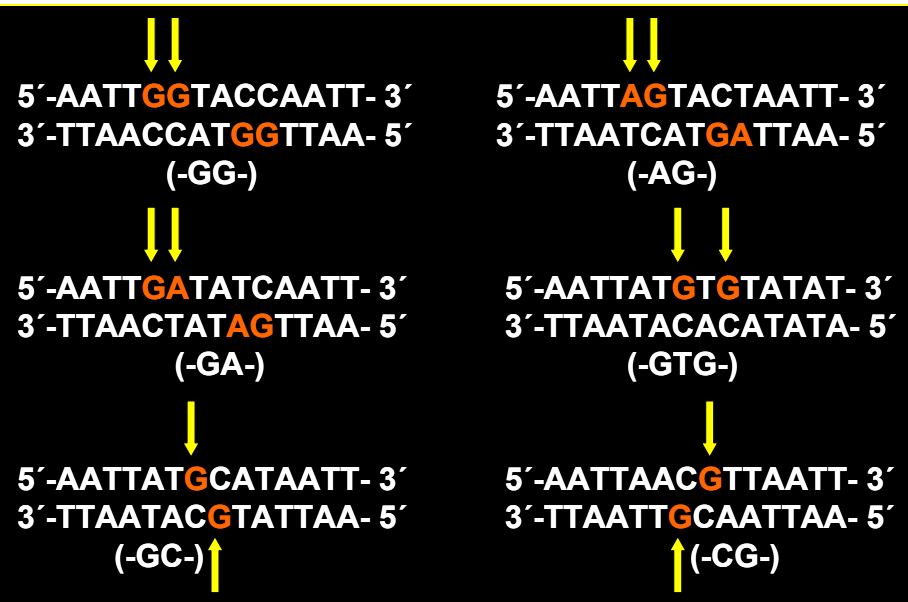 5´-AATTGGTACCAATT- 3´
3´-TTAACCATGGTTAA- 5´
(-GG-)
5´-AATTAGTACTAATT- 3´
3´-TTAATCATGATTAA- 5´
(-AG-)
5´-AATTGATATCAATT- 3´
3´-TTAACTATAGTTAA- 5´
(-GA-)
5´-AATTATGTGTATAT- 3´
3´-TTAATACACATATA- 5´
(-GTG-)
5´-AATTATGCATAATT- 3´
3´-TTAATACGTATTAA- 5´
(-GC-)
5´-AATTAACGTTAATT- 3´
3´-TTAATTGCAATTAA- 5´
(-CG-)